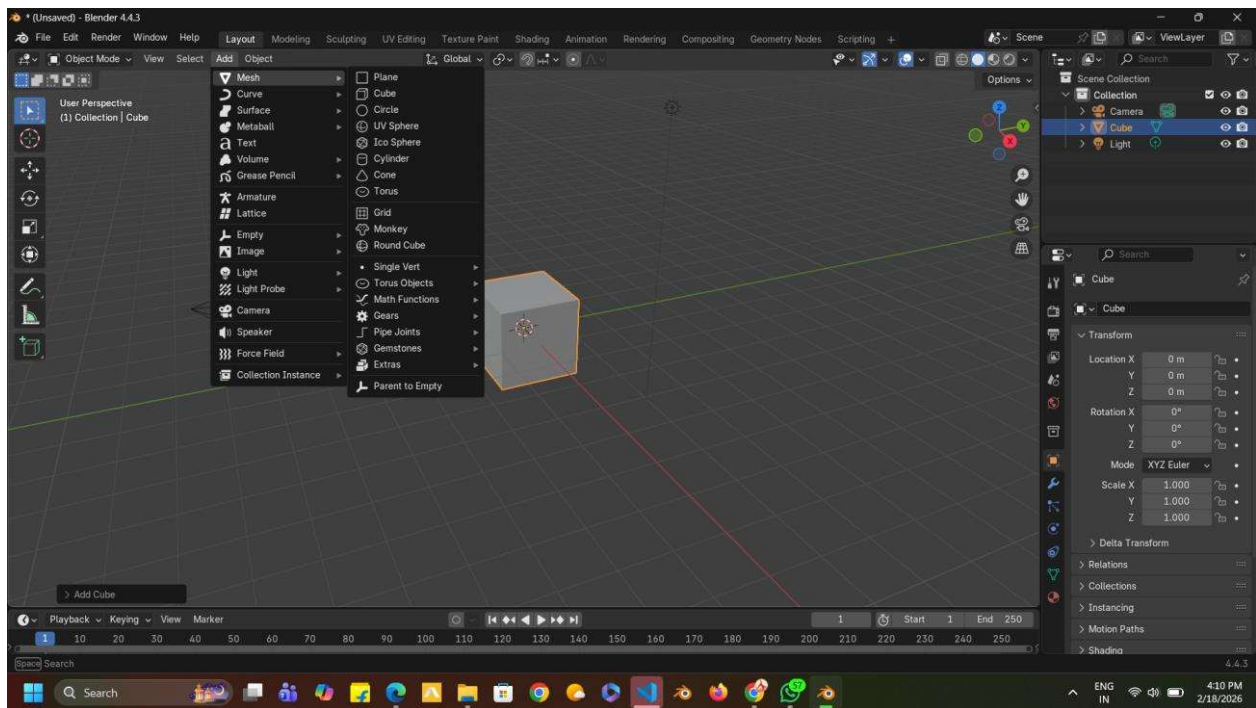 * (Unsaved) - Blender 4.4.3
File Edit Render Window Help Layout Modeling Sculpting UV Editing Texture Paint Shading Animation Rendering Compositing Geometry Nodes Scripting + Scene ViewLayer
Object Mode View Select Add Object Global Search
Options
User Perspective
(1) Collection | Cube
Mesh
Curve
Surface
Metaball
Text
Volume
Grease Pencil
Armature
Lattice
Empty
Image
Light
Light Probe
Camera
Speaker
Force Field
Collection Instance
Plane
Cube
Circle
UV Sphere
Ico Sphere
Cylinder
Cone
Torus
Grid
Monkey
Round Cube
Single Vert
Torus Objects
Math Functions
Gears
Pipe Joints
Gemstones
Extras
Parent to Empty
Z
Y
X
Scene Collection
Collection
Camera
Cube
Light
Search
Cube
Cube
Transform
Location X 0 m
Y 0 m
Z 0 m
Rotation X 0°
Y 0°
Z 0°
Mode XYZ Euler
Scale X 1.000
Y 1.000
Z 1.000
> Delta Transform
> Relations
> Collections
> Instancing
> Motion Paths
> Shading
> Add Cube
Playback Keying View Marker 1 Start 1 End 250
1 10 20 30 40 50 60 70 80 90 100 110 120 130 140 150 160 170 180 190 200 210 220 230 240 250
Space Search 4.4.3
Search 57 ENG 4:10 PM
IN 2/18/2026